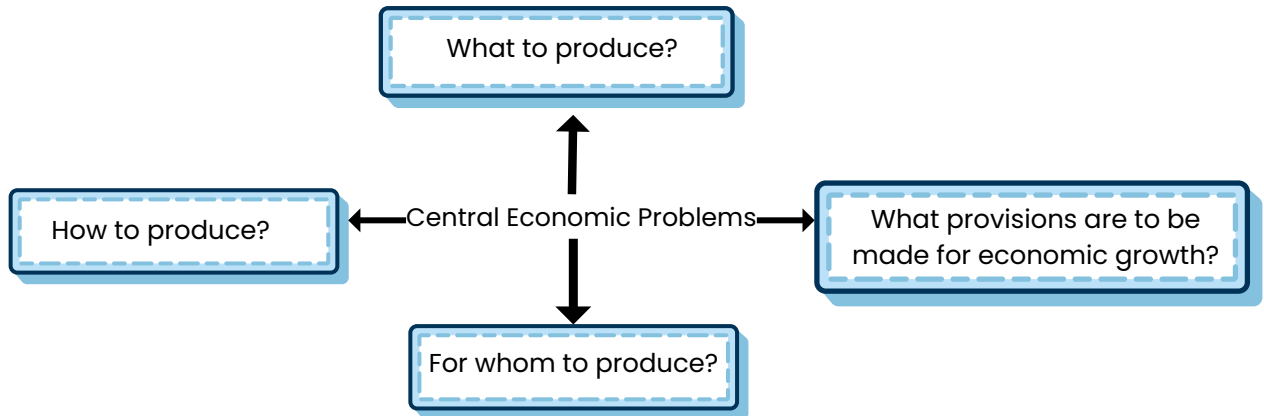 What to produce?
How to produce?
Central Economic Problems
What provisions are to be
made for economic growth?
For whom to produce?